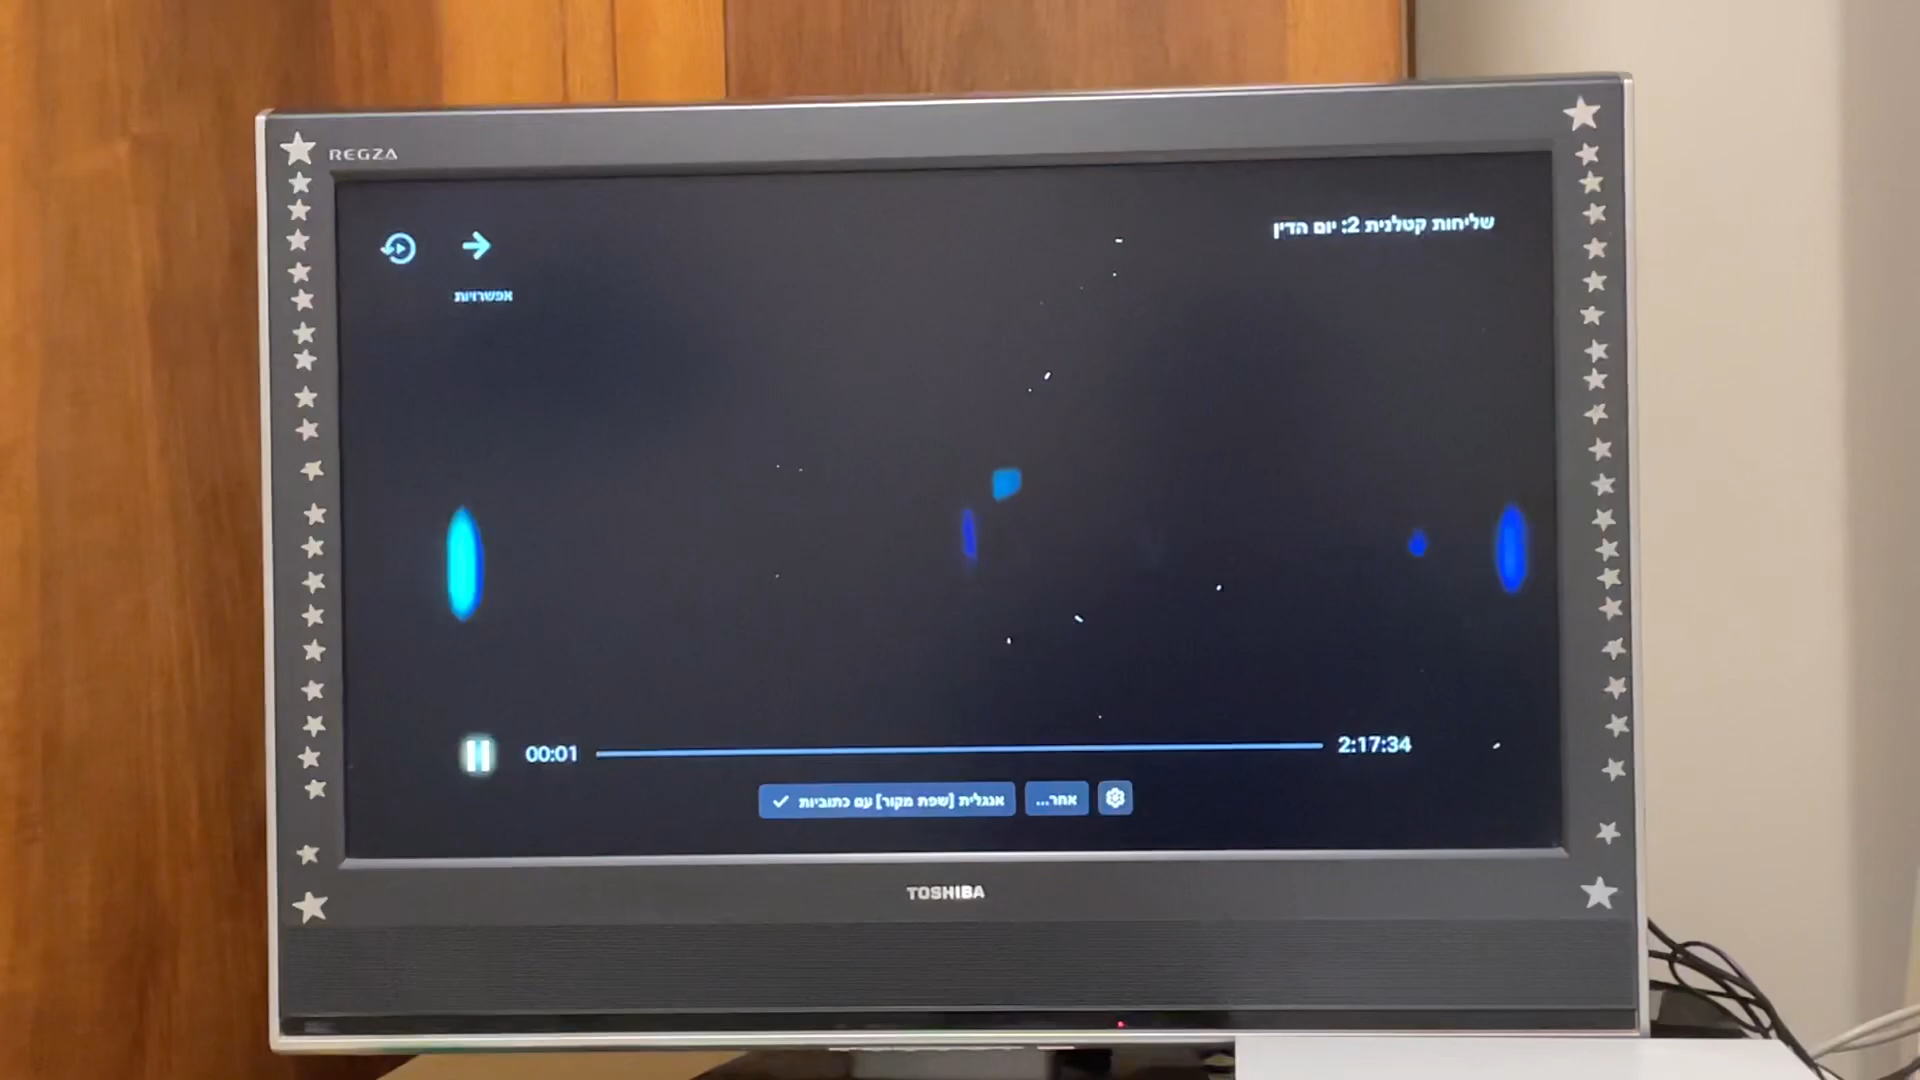 REGZA
שליחות קטלנית 2: יום הדין
אפשרויות
00:01
2:17:34
אנגלית [שפת מקור] עם כתוביות
אחר...
TOSHIBA